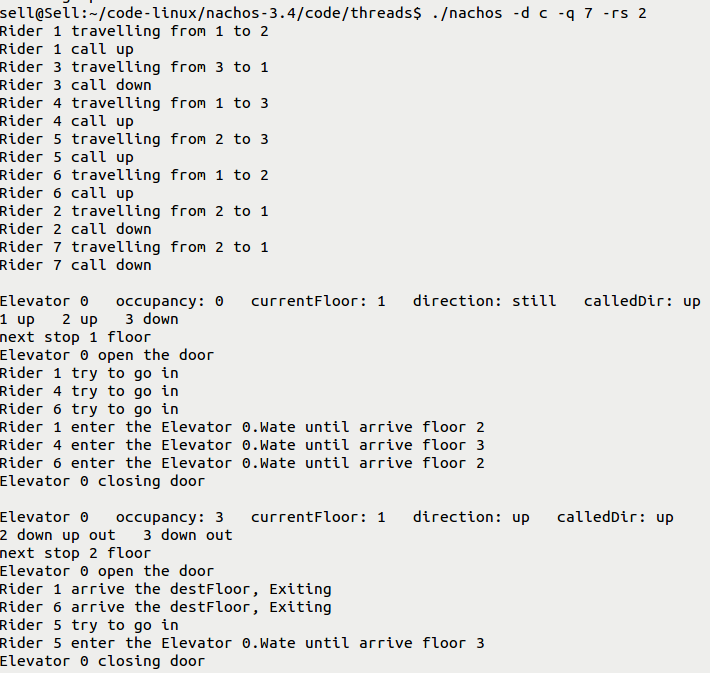 sell@Sell:~/code-linux/nachos-3.4/code/threads$ ./nachos -d c -q 7 -rs 2
Rider 1 travelling from 1 to 2
Rider 1 call up
Rider 3 travelling from 3 to 1
Rider 3 call down
Rider 4 travelling from 1 to 3
Rider 4 call up
Rider 5 travelling from 2 to 3
Rider 5 call up
Rider 6 travelling from 1 to 2
Rider 6 call up
Rider 2 travelling from 2 to 1
Rider 2 call down
Rider 7 travelling from 2 to 1
Rider 7 call down
Elevator 0   occupancy: 0   currentFloor: 1   direction: still   calledDir: up
1 up   2 up   3 down
next stop 1 floor
Elevator 0 open the door
Rider 1 try to go in
Rider 4 try to go in
Rider 6 try to go in
Rider 1 enter the Elevator 0.Wate until arrive floor 2
Rider 4 enter the Elevator 0.Wate until arrive floor 3
Rider 6 enter the Elevator 0.Wate until arrive floor 2
Elevator 0 closing door
Elevator 0   occupancy: 3   currentFloor: 1   direction: up   calledDir: up
2 down up out   3 down out
next stop 2 floor
Elevator 0 open the door
Rider 1 arrive the destFloor, Exiting
Rider 6 arrive the destFloor, Exiting
Rider 5 try to go in
Rider 5 enter the Elevator 0.Wate until arrive floor 3
Elevator 0 closing door